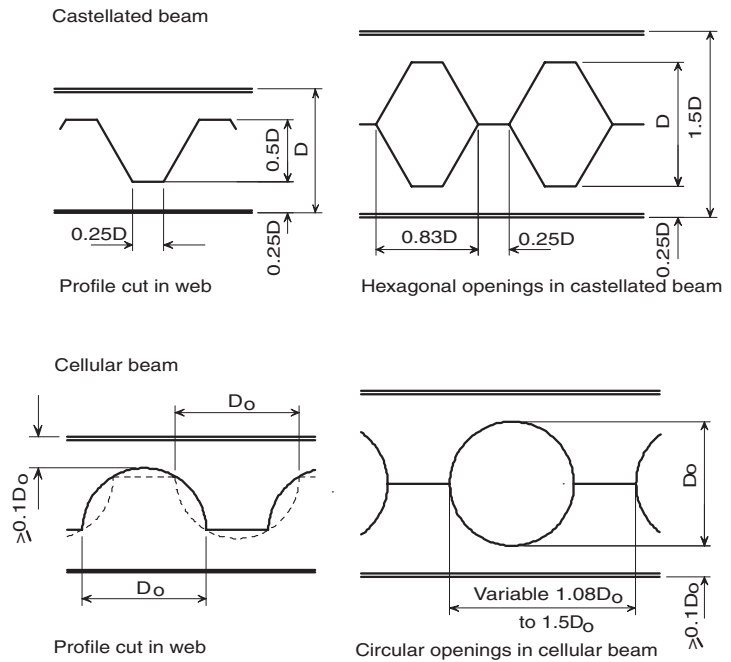 Castellated beam
0.5D
D
0.25D
0.25D
Profile cut in web
D
1.5D
0.83D
0.25D
0.25D
Hexagonal openings in castellated beam
Cellular beam
Do
≥0.1Do
Do
Profile cut in web
Do
Variable 1.08Do
to 1.5Do
≥0.1Do
Circular openings in cellular beam